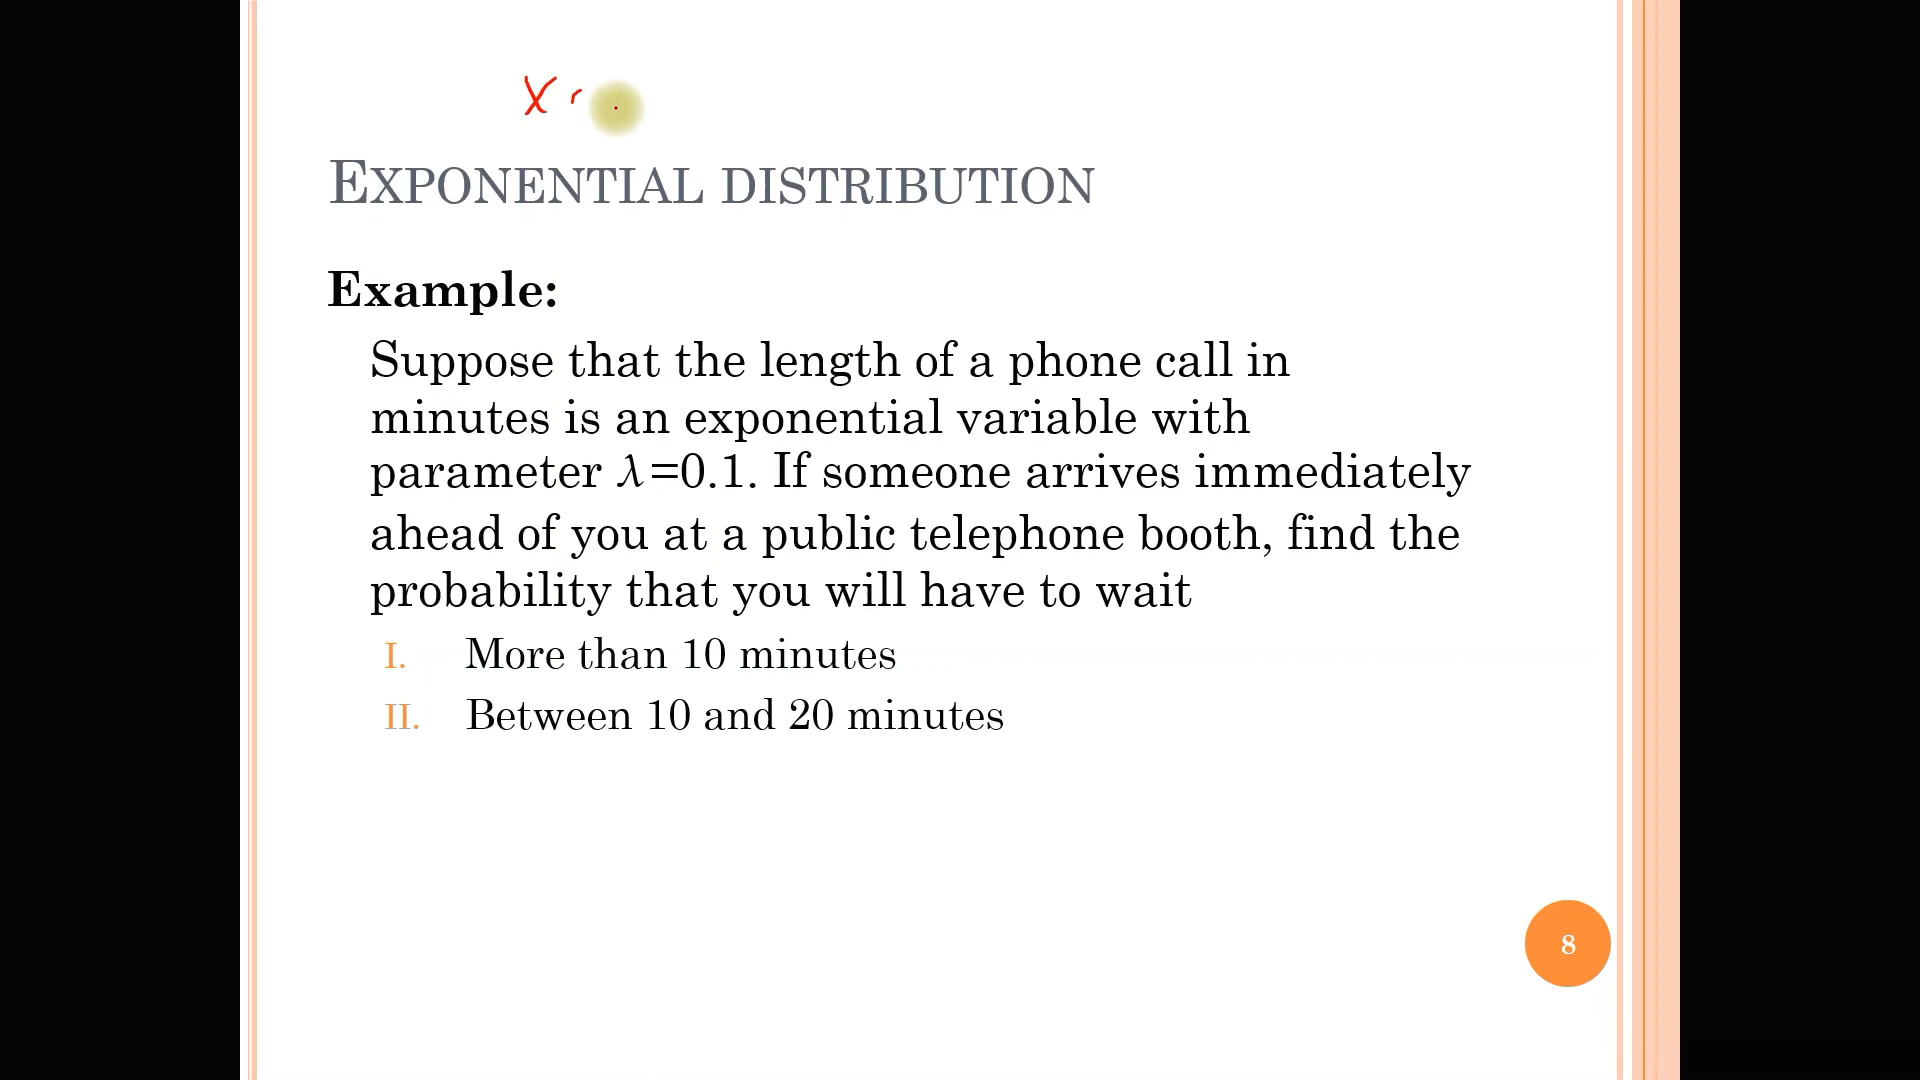 X
EXPONENTIAL DISTRIBUTION
Example:
Suppose that the length of a phone call in
minutes is an exponential variable with
parameter λ=0.1. If someone arrives immediately
ahead of you at a public telephone booth, find the
probability that you will have to wait
I. More than 10 minutes
II. Between 10 and 20 minutes
8